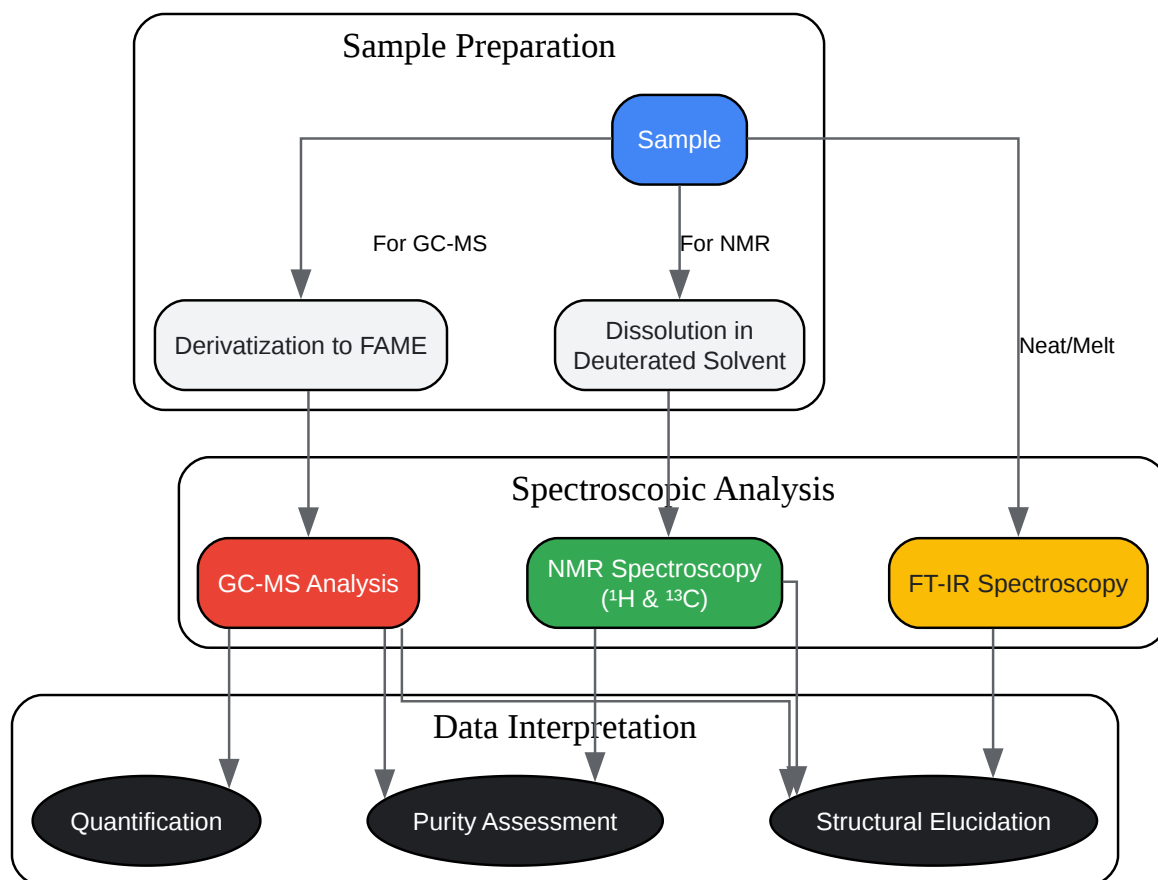 Sample Preparation
Sample
For GC-MS
For NMR
Derivatization to FAME
Dissolution in
Deuterated Solvent
Neat/Melt
Spectroscopic Analysis
GC-MS Analysis
NMR Spectroscopy
(¹H & ¹³C)
FT-IR Spectroscopy
Data Interpretation
Quantification
Purity Assessment
Structural Elucidation